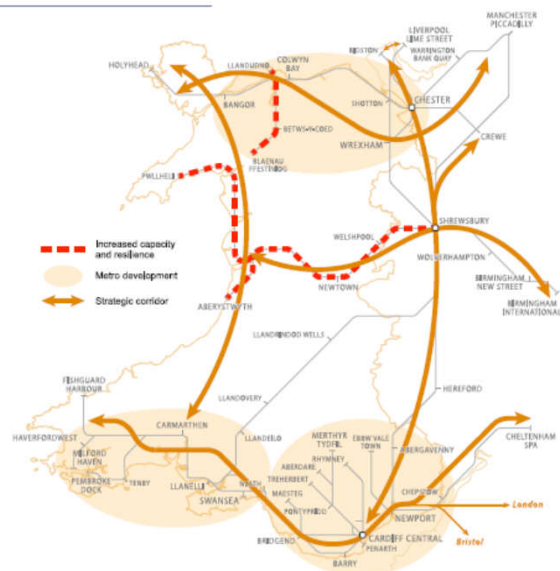 MANCHESTER
PICCADILLY
LIVERPOOL
LIME STREET
BIDSTON
WARRINGTON
BANK QUAY
HOLYHEAD
LLANDUDNO
COLWYN
BAY
BANGOR
SHOTTON
CHESTER
BETWS-Y-COED
WREXHAM
CREWE
BLAENAU
FFESTINIOG
PWLLHELI
SHREWSBURY
WELSHPOOL
Increased capacity
and resilience
WOLVERHAMPTON
Metro development
BIRMINGHAM
NEW STREET
NEWTOWN
Strategic corridor
BIRMINGHAM
INTERNATIONAL
ABERYSTWYTH
LLANDRINDOD WELLS
FISHGUARD
HARBOUR
HEREFORD
LLANDOVERY
CARMARTHEN
HAVERFORDWEST
LLANDEILO
MERTHYR
TYDFIL
EBBW VALE
TOWN
CHELTENHAM
SPA
MILFORD
HAVEN
RHYMNEY
ABERGAVENNY
ABERDARE
PEMBROKE
DOCK
TENBY
LLANELLI
NEATH
TREHERBERT
MAESTEG
CHEPSTOW
SWANSEA
PONTYPRIDD
NEWPORT
London
BRIDGEND
CARDIFF CENTRAL
PENARTH
Bristol
BARRY